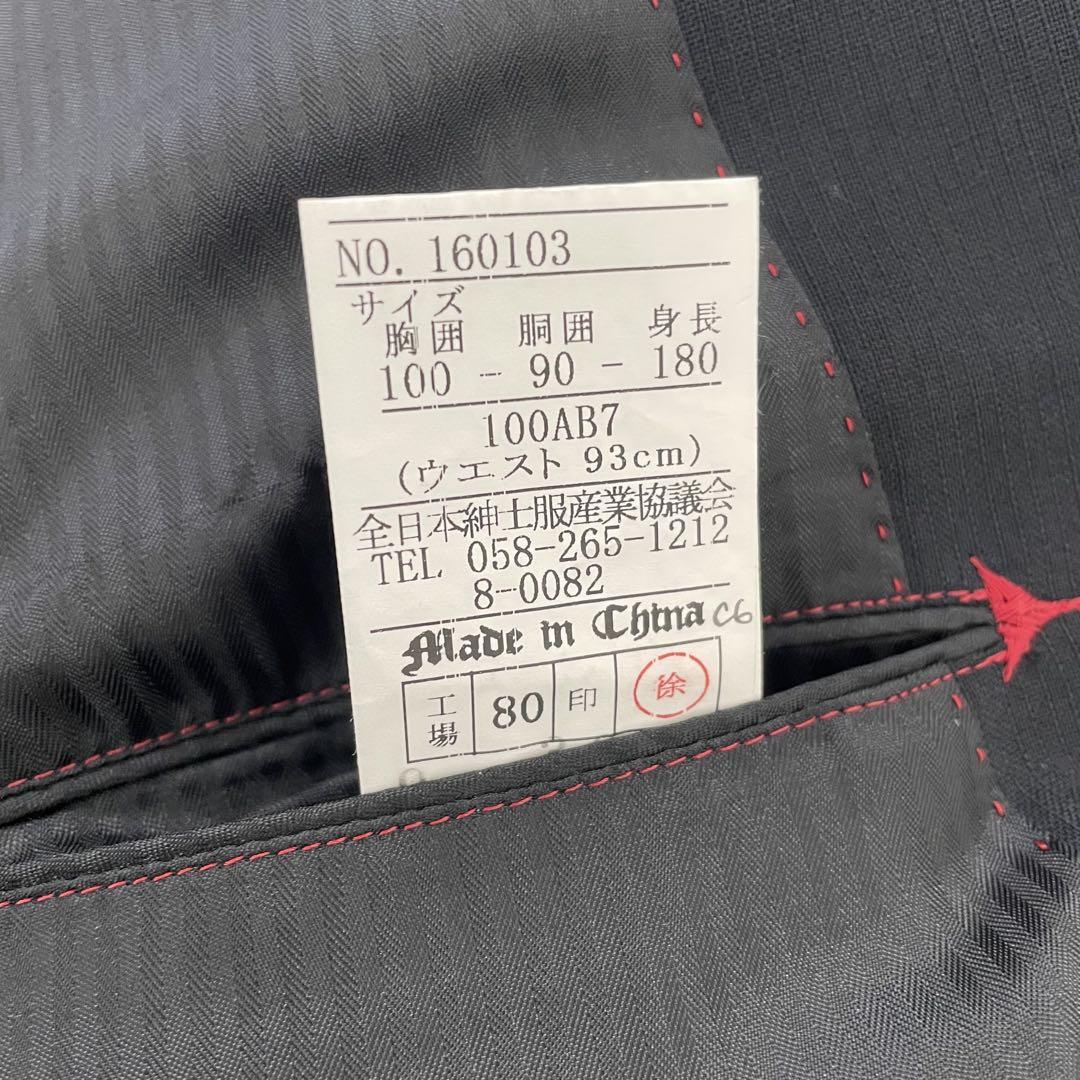 NO. 160103
サイズ
胸囲 胴囲 身長
100 - 90 - 180
100AB7
(ウエスト 93cm)
全日本紳士服産業協議会
TEL 058-265-1212
8-0082
Made in China C6
工場 80 印 徐